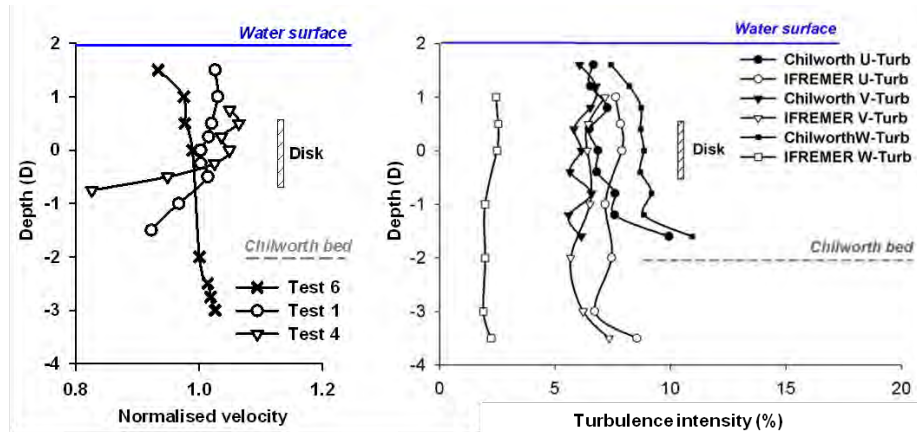 Water surface
2
1
0
-1
-2
-3
-4
Depth (D)
Disk
Chilworth bed
Test 6
Test 1
Test 4
0.8
1.0
1.2
Normalised velocity
Water surface
2
1
0
-1
-2
-3
-4
Depth (D)
Chilworth U-Turb
IFREMER U-Turb
Chilworth V-Turb
IFREMER V-Turb
ChilworthW-Turb
IFREMER W-Turb
Disk
Chilworth bed
0
5
10
15
20
Turbulence intensity (%)